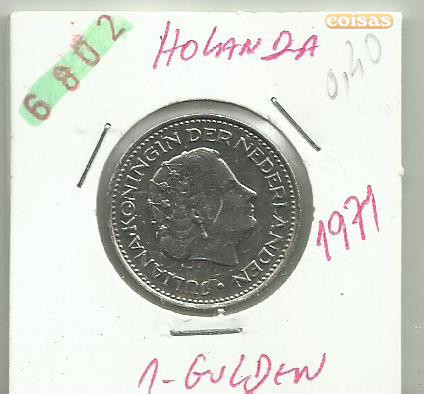 coisas
6802
HOLANDA
0,40
JULIANA·KONINGIN DER NEDERLANDEN
1971
1-GULDEN